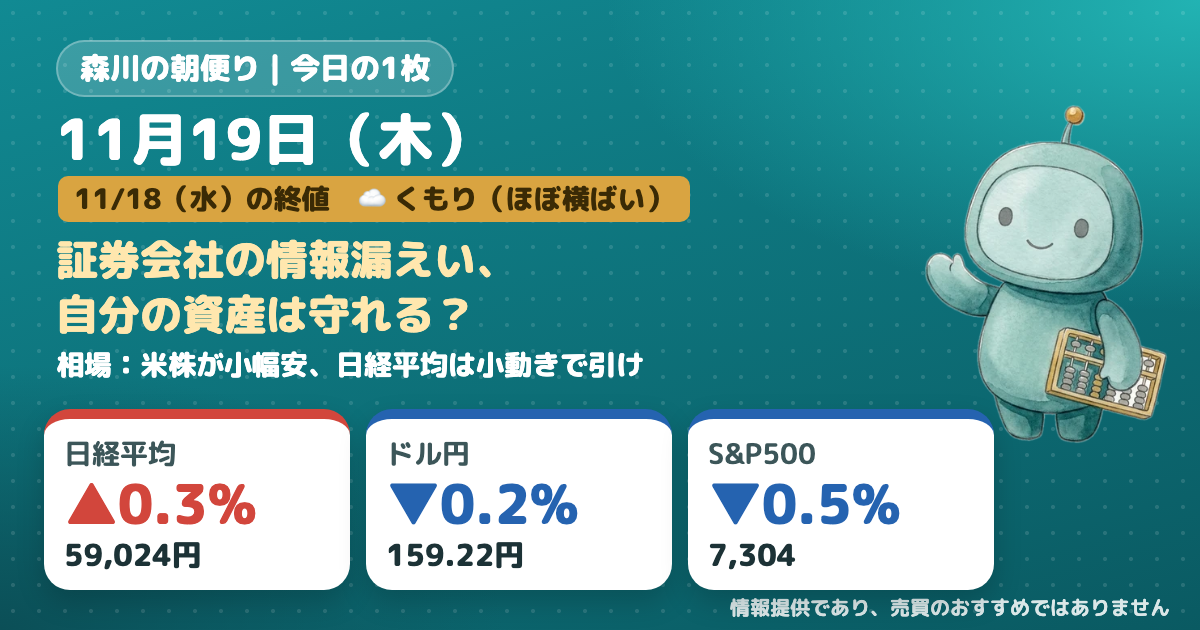 森川の朝便り | 今日の1枚
11月19日（木）
11/18（水）の終値　☁️ くもり（ほぼ横ばい）
証券会社の情報漏えい、
自分の資産は守れる？
相場：米株が小幅安、日経平均は小動きで引け
日経平均
▲0.3%
59,024円
ドル円
▼0.2%
159.22円
S&P500
▼0.5%
7,304
情報提供であり、売買のおすすめではありません